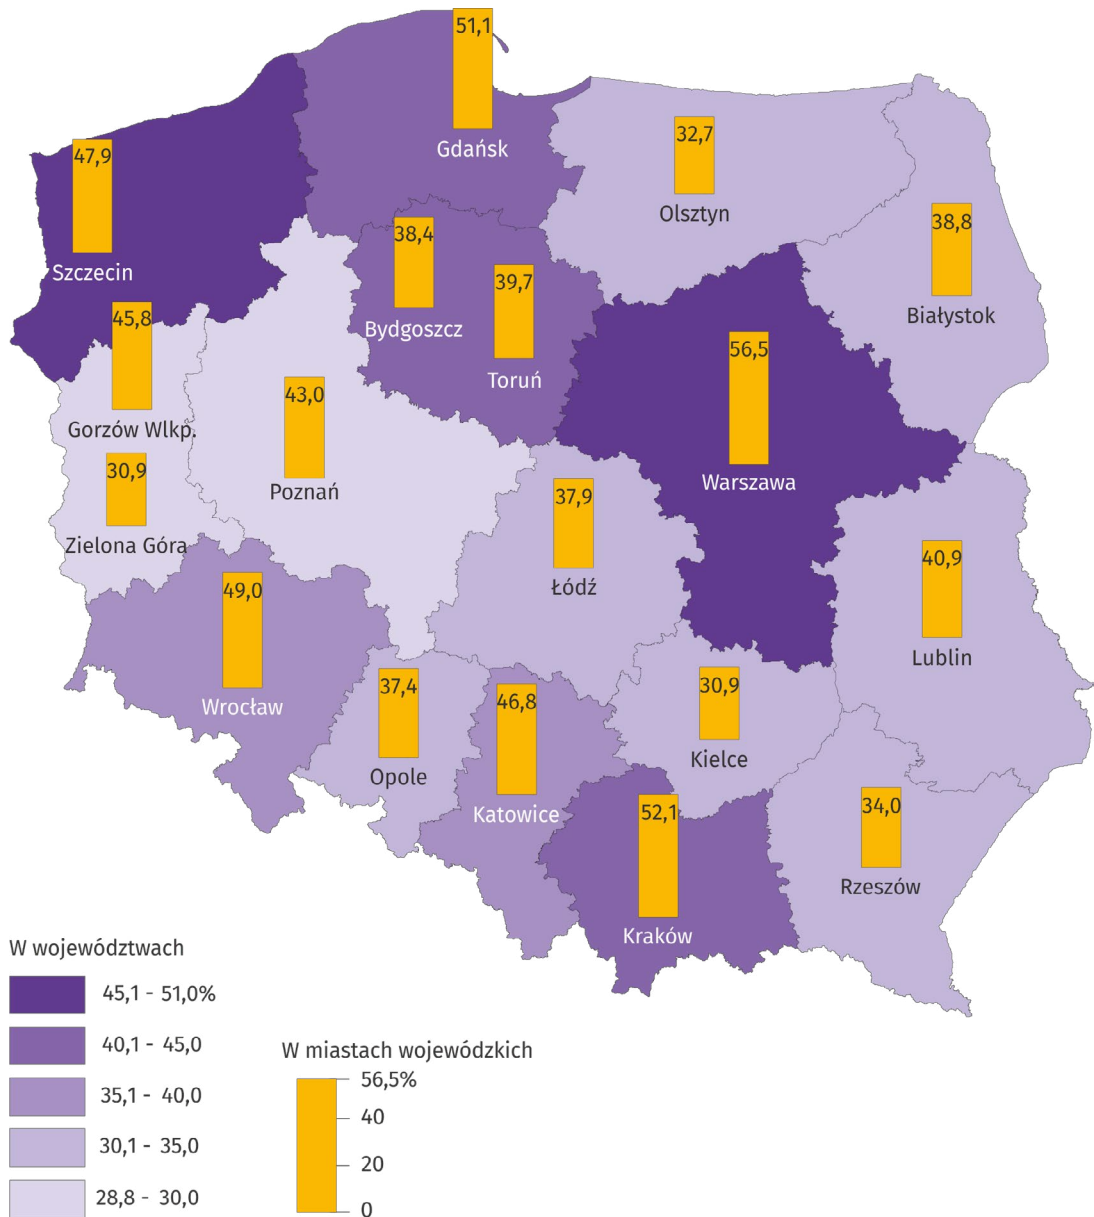 51,1
Gdańsk
47,9
Szczecin
32,7
Olsztyn
38,8
Białystok
38,4
Bydgoszcz
39,7
Toruń
45,8
Gorzów Wlkp.
56,5
Warszawa
43,0
Poznań
30,9
Zielona Góra
37,9
Łódź
40,9
Lublin
49,0
Wrocław
37,4
Opole
46,8
Katowice
30,9
Kielce
52,1
Kraków
34,0
Rzeszów
W województwach
45,1 - 51,0%
40,1 - 45,0
35,1 - 40,0
30,1 - 35,0
28,8 - 30,0
W miastach wojewódzkich
56,5%
40
20
0